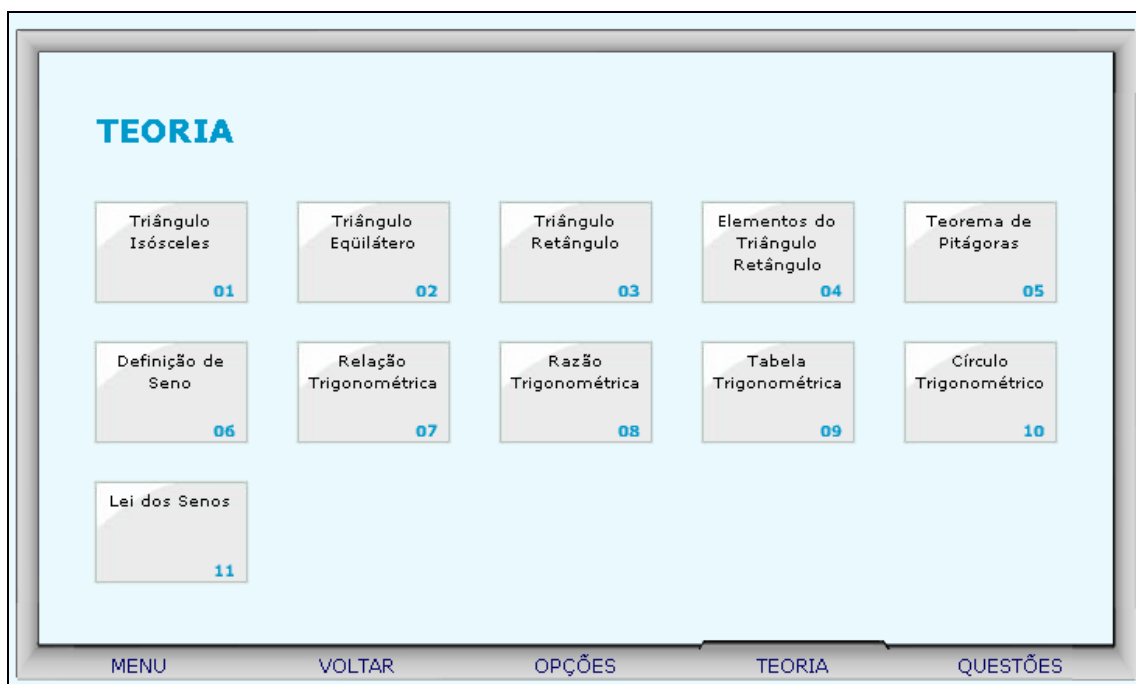 TEORIA
Triângulo
Isósceles
01
Triângulo
Eqüilátero
02
Triângulo
Retângulo
03
Elementos do
Triângulo
Retângulo
04
Teorema de
Pitágoras
05
Definição de
Seno
06
Relação
Trigonométrica
07
Razão
Trigonométrica
08
Tabela
Trigonométrica
09
Círculo
Trigonométrico
10
Lei dos Senos
11
MENU VOLTAR OPÇÕES TEORIA QUESTÕES